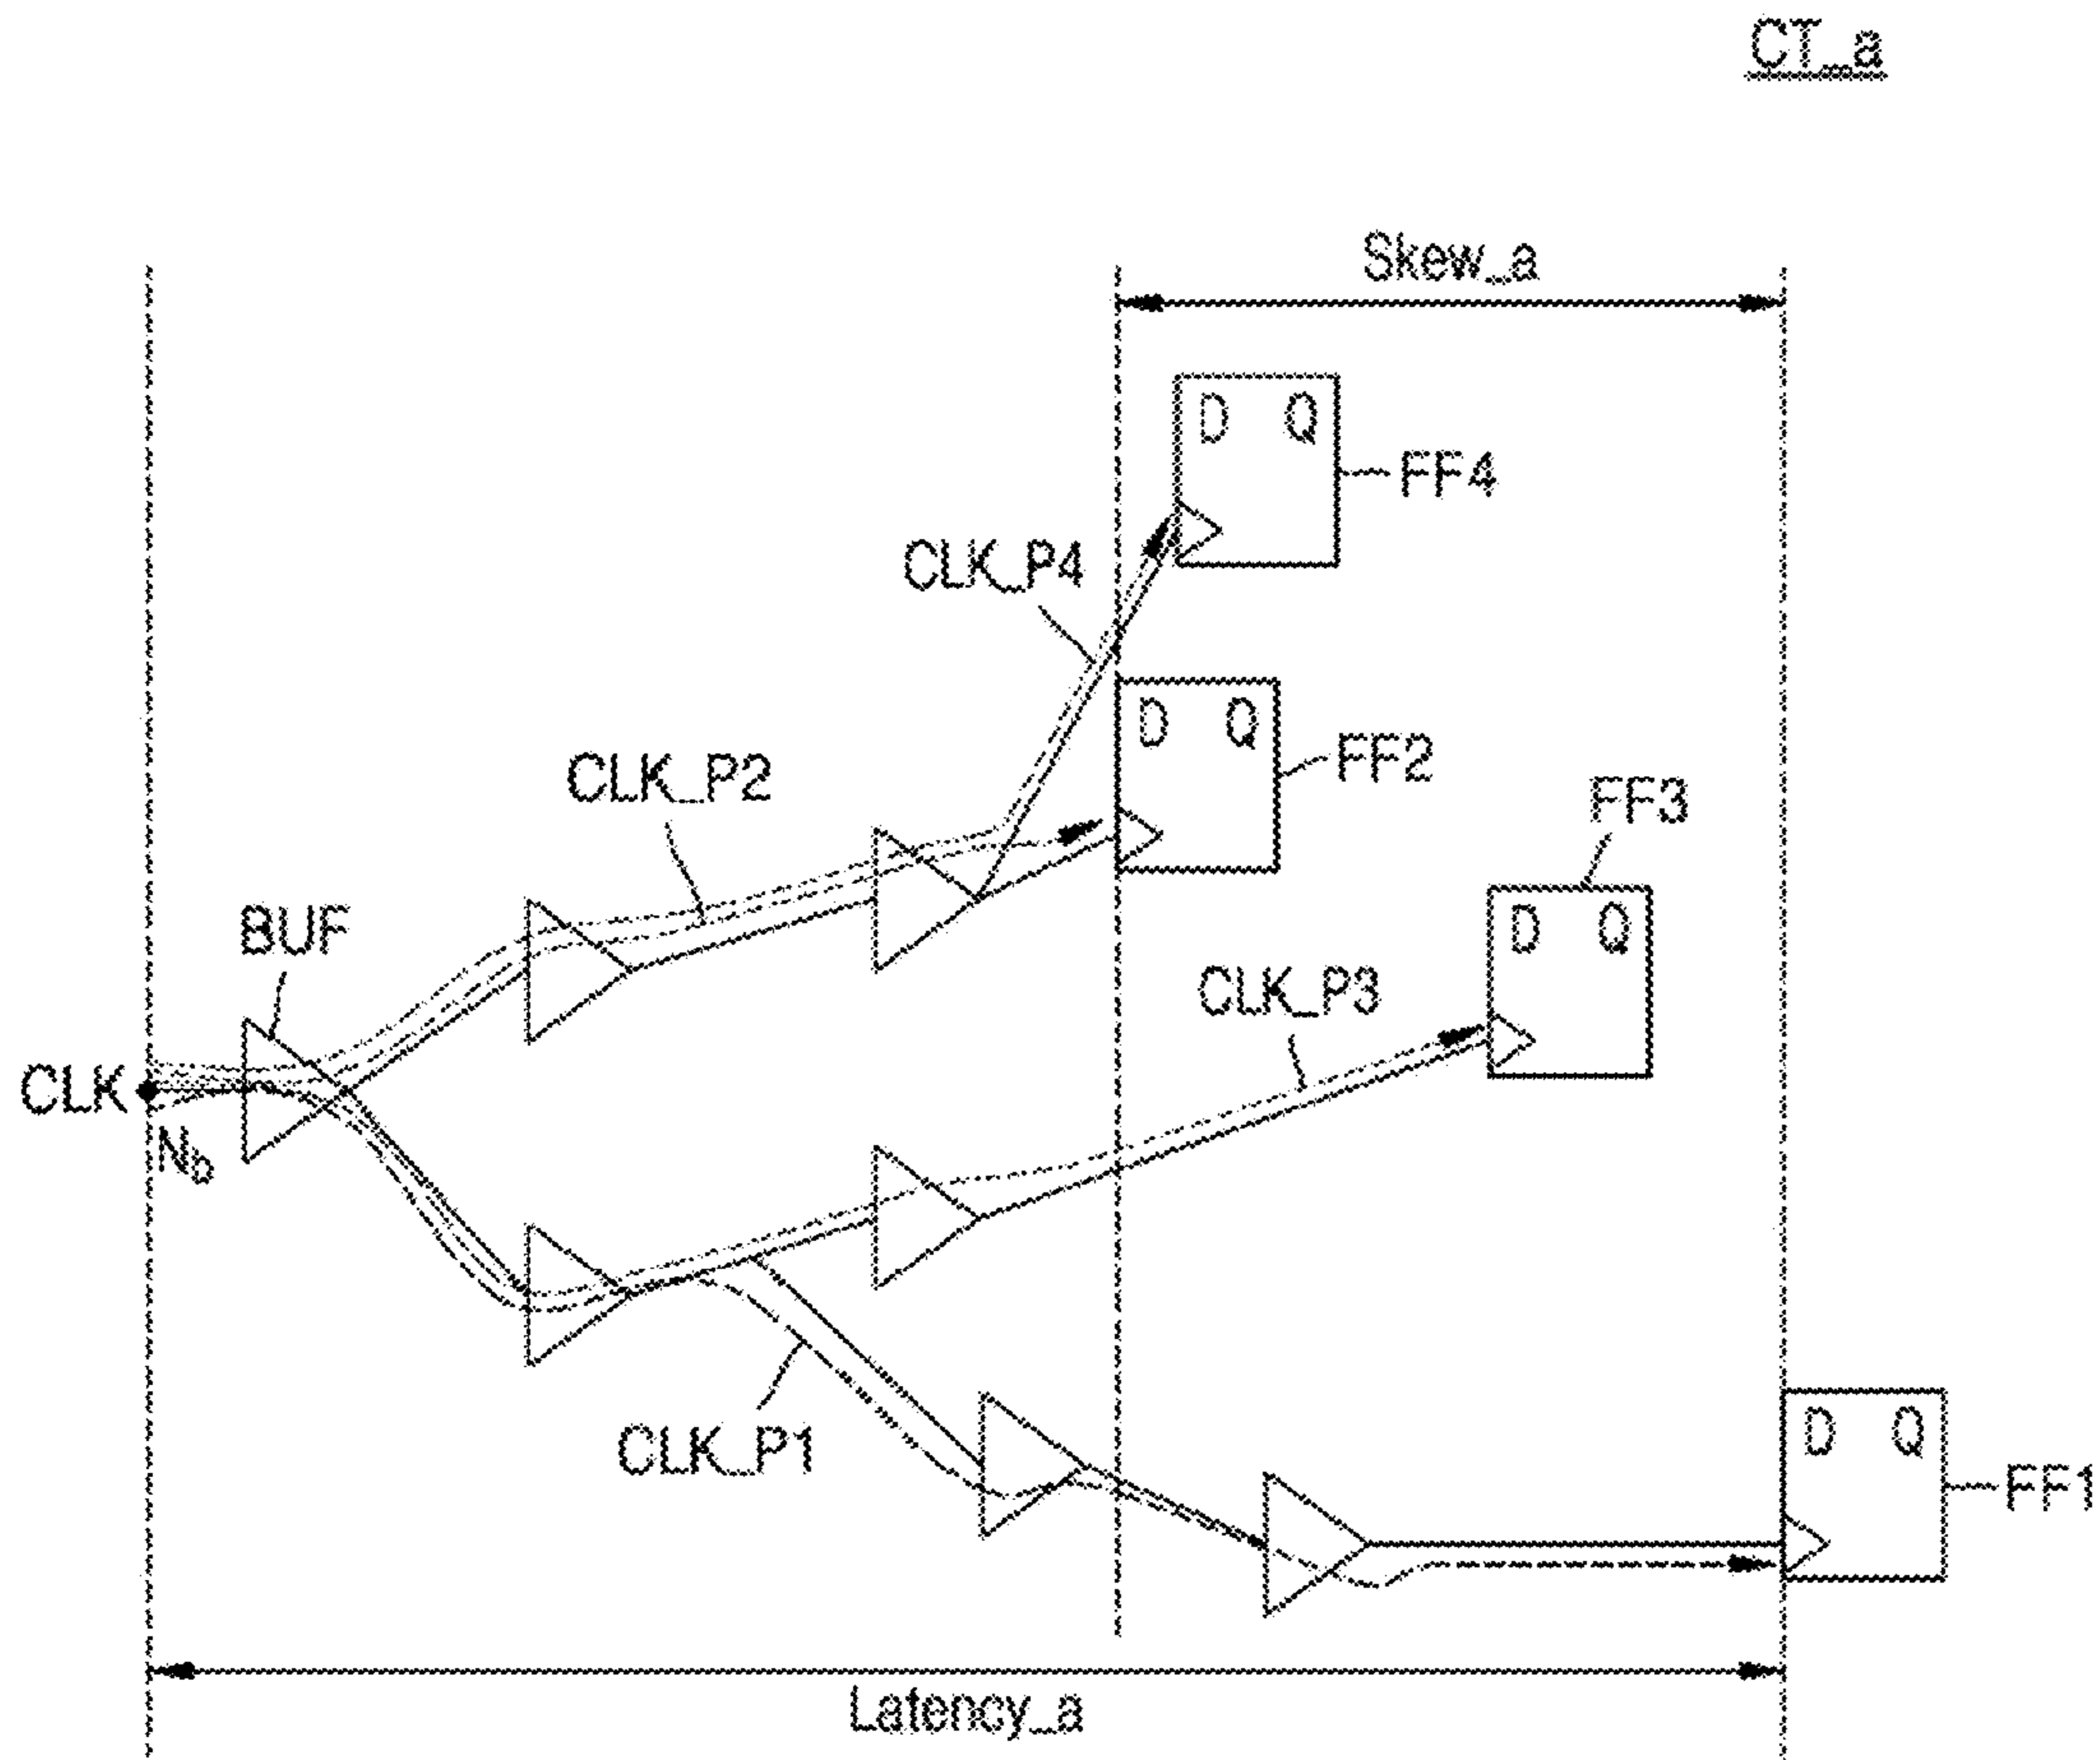 CT_a
Skew_a
D Q
FF4
CLK_P4
D Q
FF2
CLK_P2
FF3
D Q
BUF
CLK_P3
CLK
Nb
CLK_P1
D Q
FF1
Latency_a